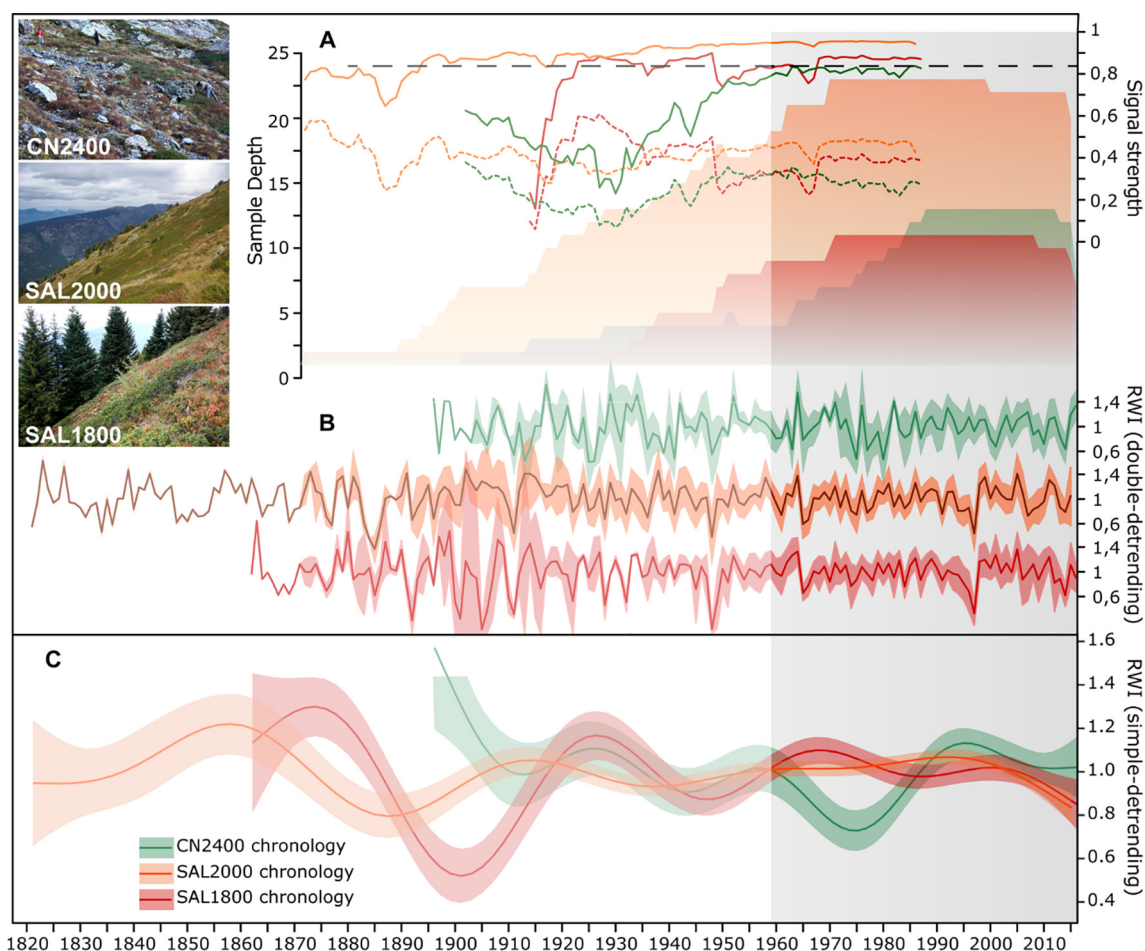 CN2400
SAL2000
SAL1800
A
25
20
15
10
5
0
Sample Depth
1
0,8
0,6
0,4
0,2
0
Signal strength
B
1,4
1
0,6
1,4
1
0,6
1,4
1
0,6
RWI (double-detrending)
C
1.6
1.4
1.2
1.0
0.8
0.6
0.4
RWI (simple-detrending)
CN2400 chronology
SAL2000 chronology
SAL1800 chronology
1820 1830 1840 1850 1860 1870 1880 1890 1900 1910 1920 1930 1940 1950 1960 1970 1980 1990 2000 2010